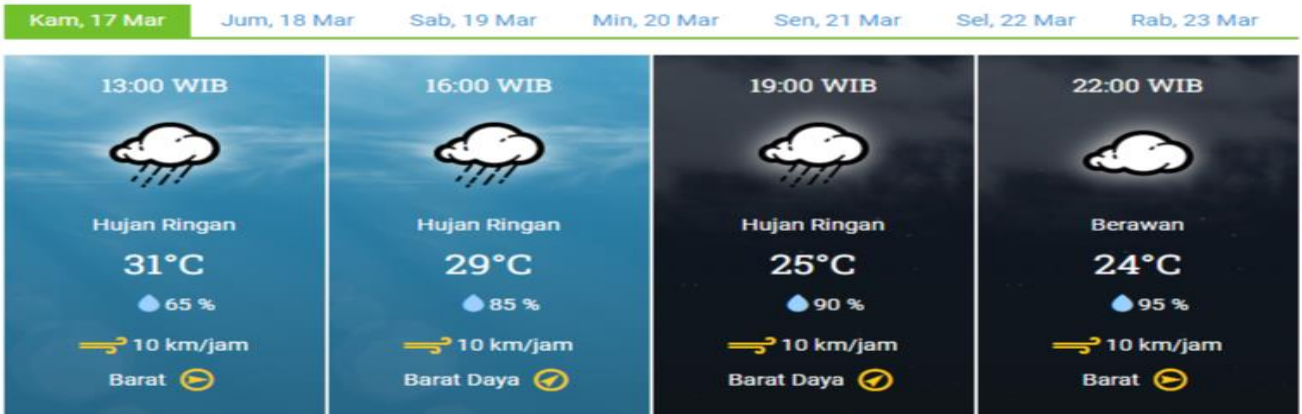 Kam, 17 Mar
Jum, 18 Mar
Sab, 19 Mar
Min, 20 Mar
Sen, 21 Mar
Sel, 22 Mar
Rab, 23 Mar
13:00 WIB
Hujan Ringan
31°C
65 %
10 km/jam
Barat
16:00 WIB
Hujan Ringan
29°C
85 %
10 km/jam
Barat Daya
19:00 WIB
Hujan Ringan
25°C
90 %
10 km/jam
Barat Daya
22:00 WIB
Berawan
24°C
95 %
10 km/jam
Barat